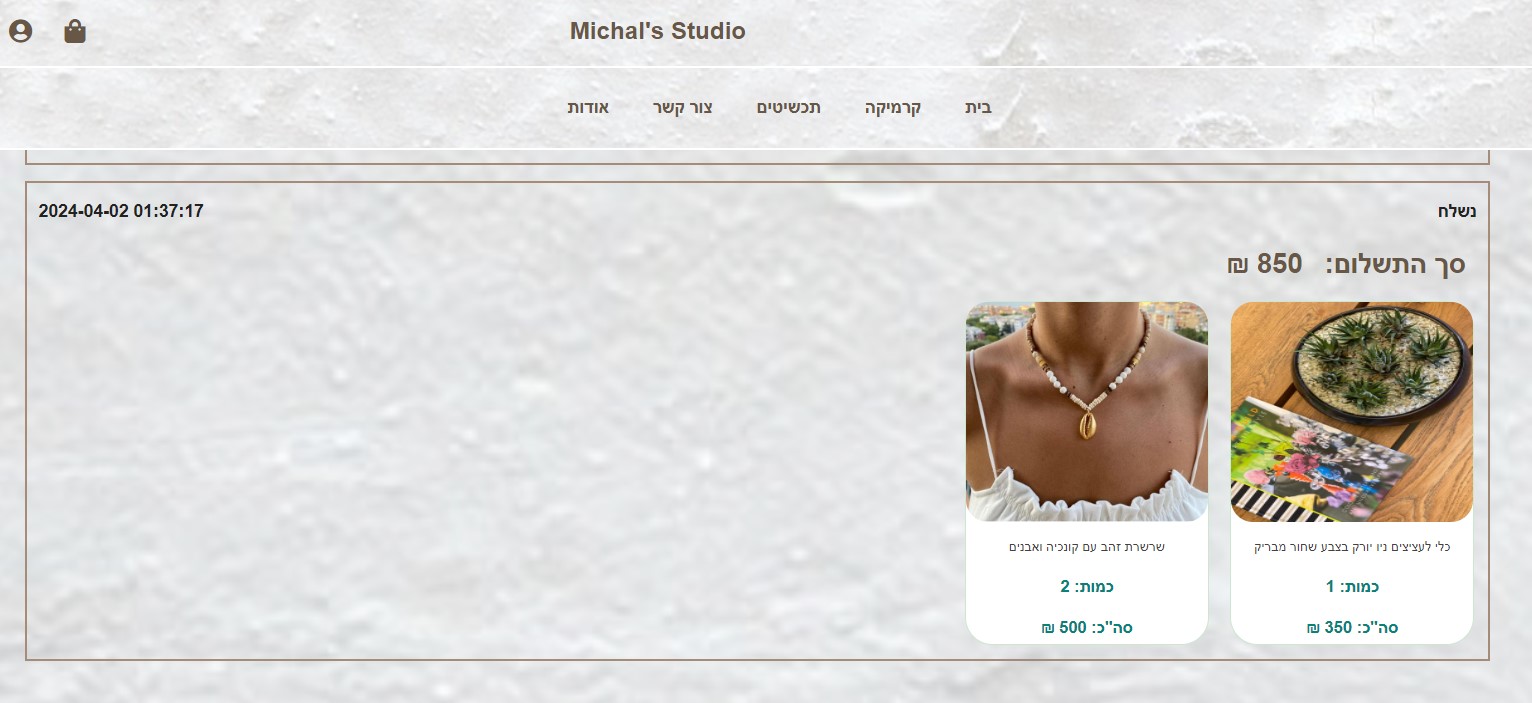 Michal's Studio
בית קרמיקה תכשיטים צור קשר אודות
נשלח 2024-04-02 01:37:17
סך התשלום: 850 ₪
כלי לעציצים ניו יורק בצבע שחור מבריק
כמות: 1
סה"כ: 350 ₪
שרשרת זהב עם קונכיה ואבנים
כמות: 2
סה"כ: 500 ₪